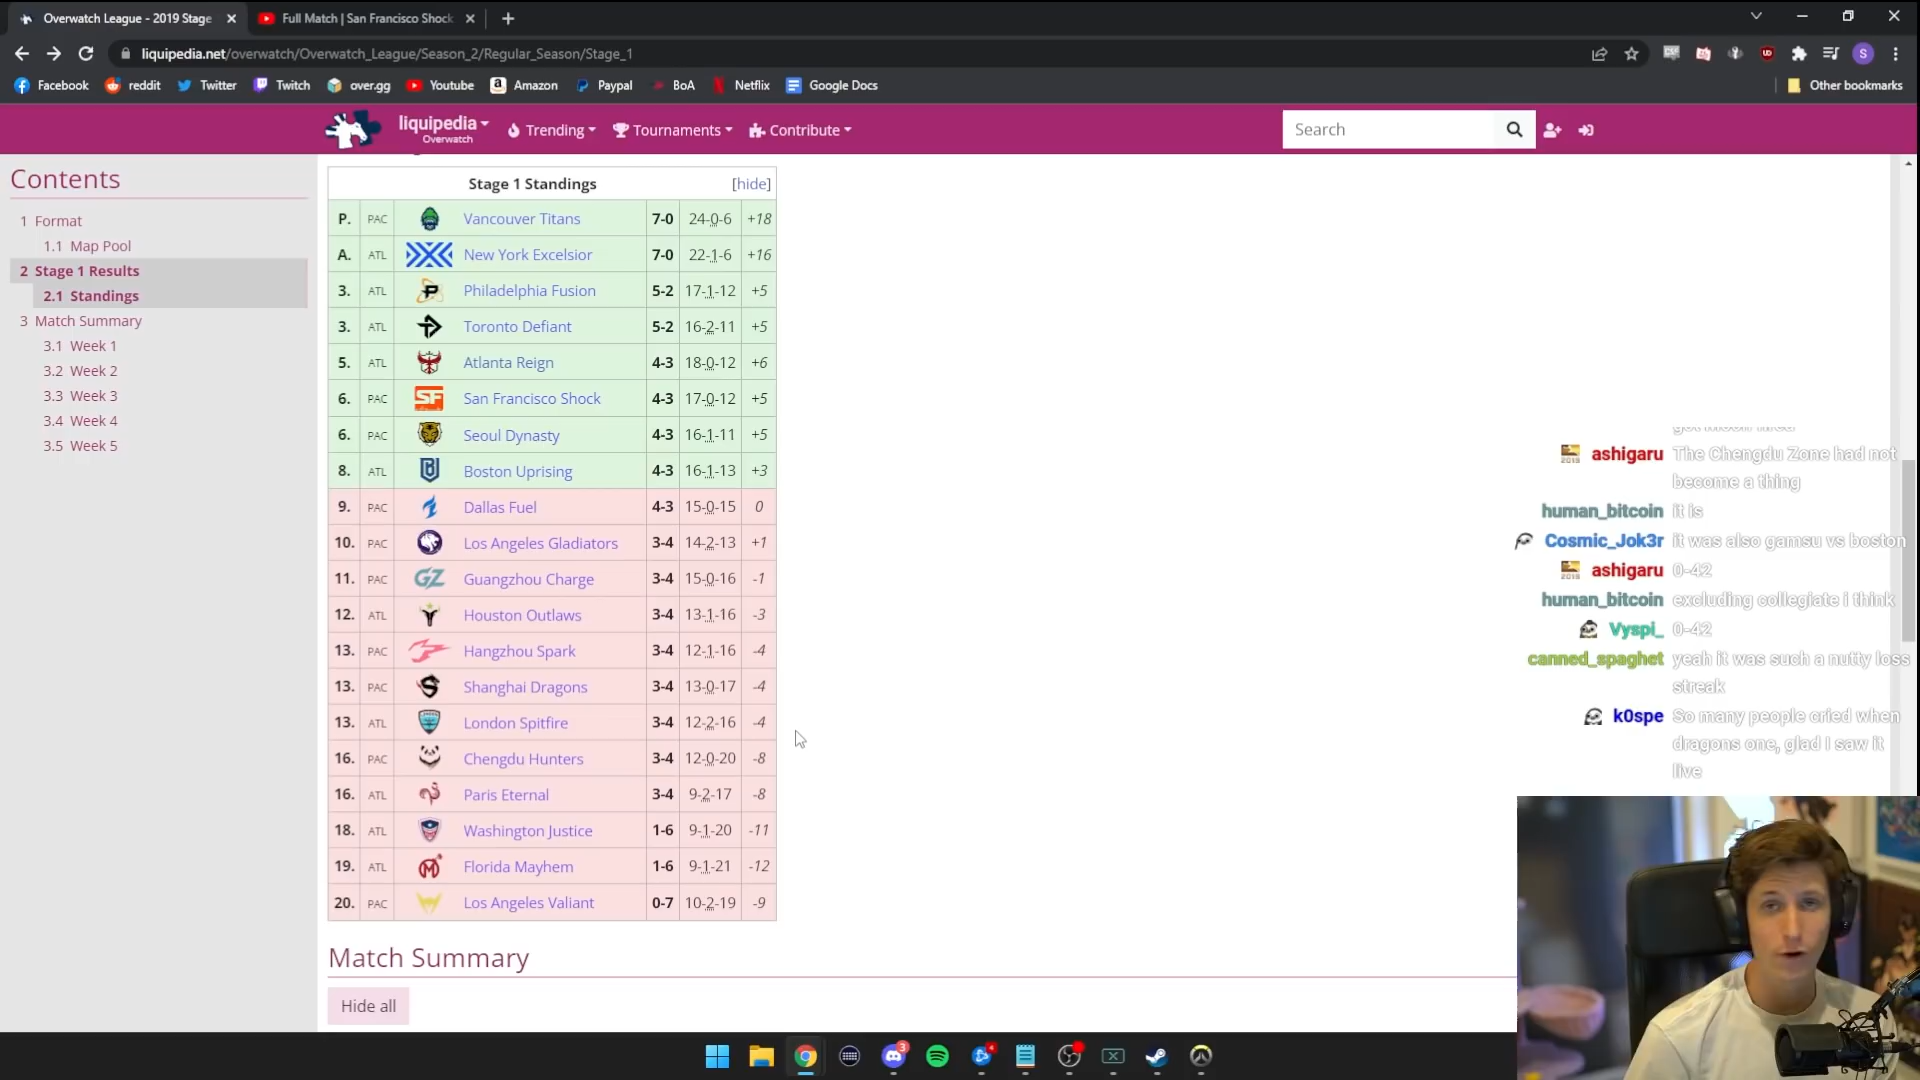 Overwatch League - 2019 Stage
Full Match | San Francisco Shock
liquipedia.net/overwatch/Overwatch_League/Season_2/Regular_Season/Stage_1
Facebook reddit Twitter Twitch over.gg Youtube Amazon Paypal BoA Netflix Google Docs Other bookmarks
liquipedia
Overwatch
Trending Tournaments Contribute Search
Contents
1 Format
1.1 Map Pool
2 Stage 1 Results
2.1 Standings
3 Match Summary
3.1 Week 1
3.2 Week 2
3.3 Week 3
3.4 Week 4
3.5 Week 5
Stage 1 Standings [hide]
P. PAC Vancouver Titans 7-0 24-0-6 +18
A. ATL New York Excelsior 7-0 22-1-6 +16
3. ATL Philadelphia Fusion 5-2 17-1-12 +5
3. ATL Toronto Defiant 5-2 16-2-11 +5
5. ATL Atlanta Reign 4-3 18-0-12 +6
6. PAC San Francisco Shock 4-3 17-0-12 +5
6. PAC Seoul Dynasty 4-3 16-1-11 +5
8. ATL Boston Uprising 4-3 16-1-13 +3
9. PAC Dallas Fuel 4-3 15-0-15 0
10. PAC Los Angeles Gladiators 3-4 14-2-13 +1
11. PAC Guangzhou Charge 3-4 15-0-16 -1
12. ATL Houston Outlaws 3-4 13-1-16 -3
13. PAC Hangzhou Spark 3-4 12-1-16 -4
13. PAC Shanghai Dragons 3-4 13-0-17 -4
13. ATL London Spitfire 3-4 12-2-16 -4
16. PAC Chengdu Hunters 3-4 12-0-20 -8
16. ATL Paris Eternal 3-4 9-2-17 -8
18. ATL Washington Justice 1-6 9-1-20 -11
19. ATL Florida Mayhem 1-6 9-1-21 -12
20. PAC Los Angeles Valiant 0-7 10-2-19 -9
Match Summary
Hide all
ashigaru The Chengdu Zone had not
become a thing
human_bitcoin it is
Cosmic_Jok3r it was also gamsu vs boston
ashigaru 0-42
human_bitcoin excluding collegiate i think
Vyspi_ 0-42
canned_spaghet yeah it was such a nutty loss
streak
k0spe So many people cried when
dragons one, glad I saw it
live